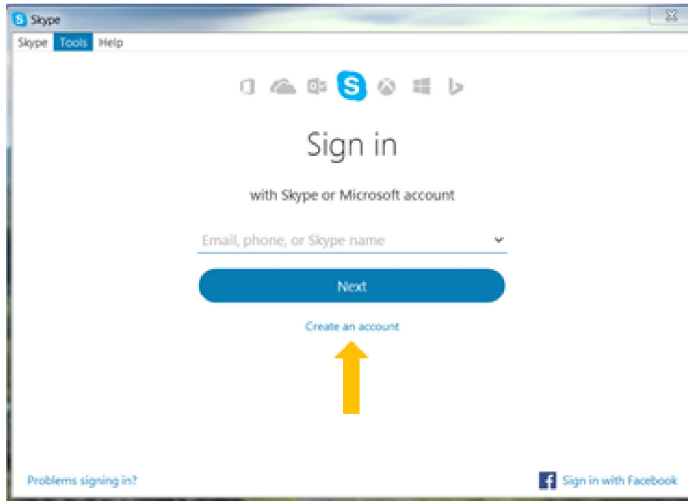 Skype
Skype Tools Help
Sign in
with Skype or Microsoft account
Email, phone, or Skype name
Next
Create an account
Problems signing in?
Sign in with Facebook